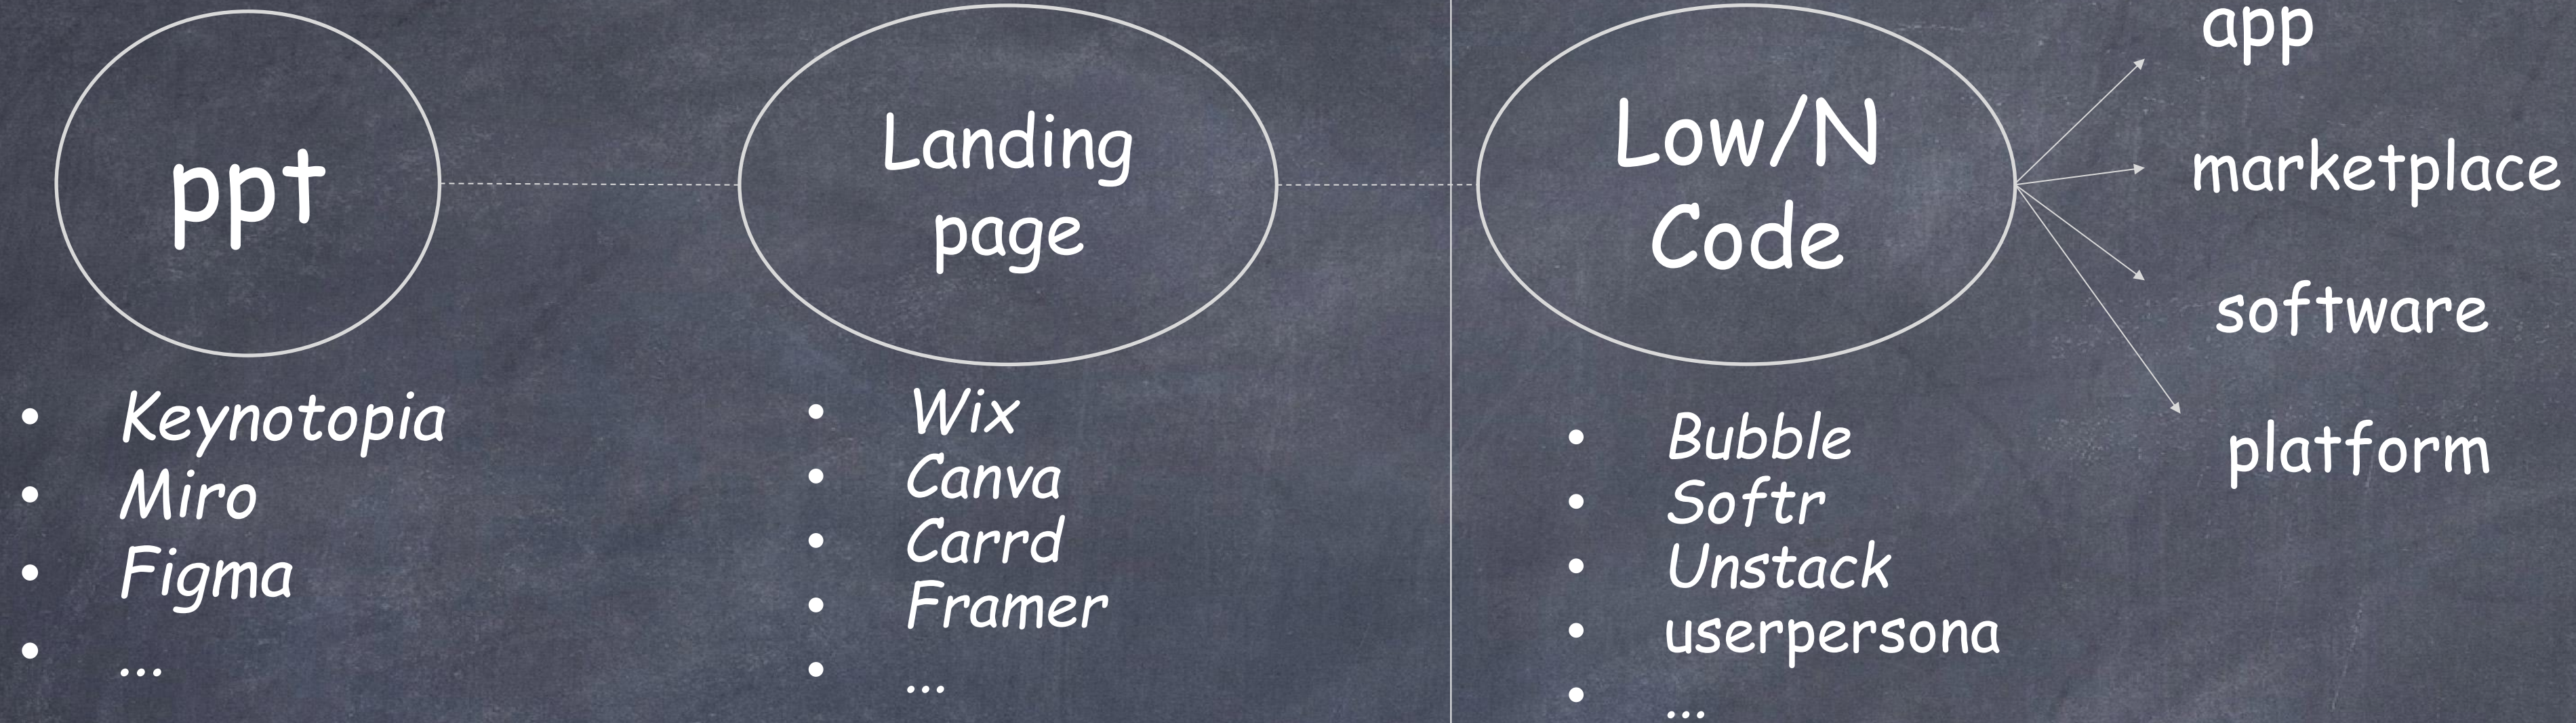 ppt
• Keynotopia
• Miro
• Figma
• ...
Landing
page
• Wix
• Canva
• Carrd
• Framer
• ...
Low/N
Code
• Bubble
• Softr
• Unstack
• userpersona
• ...
app
marketplace
software
platform